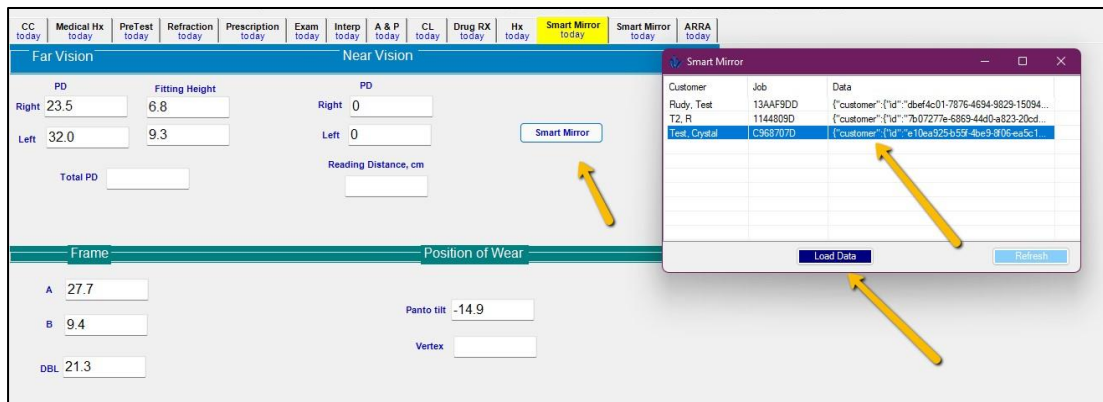 CC Medical Hx PreTest Refraction Prescription Exam Interp A & P CL Drug RX Hx Smart Mirror Smart Mirror ARRA
today today today today today today today today today today today today today today
Far Vision Near Vision
PD Fitting Height PD
Right 23.5 6.8 Right 0
Left 32.0 9.3 Left 0 Smart Mirror
Total PD Reading Distance, cm
Frame Position of Wear
A 27.7
Panto tilt -14.9
B 9.4
Vertex
DBL 21.3
Smart Mirror
Customer Job Data
Rudy, Test 13AAF9DD {"customer":{"id":"dbef4c01-7876-4694-9829-15094...
T2, R 1144809D {"customer":{"id":"7b07277e-6869-44d0-a823-20cd...
Test, Crystal C968707D {"customer":{"id":"e10ea925-b55f-4be9-8f06-ea5c1...
Load Data Refresh